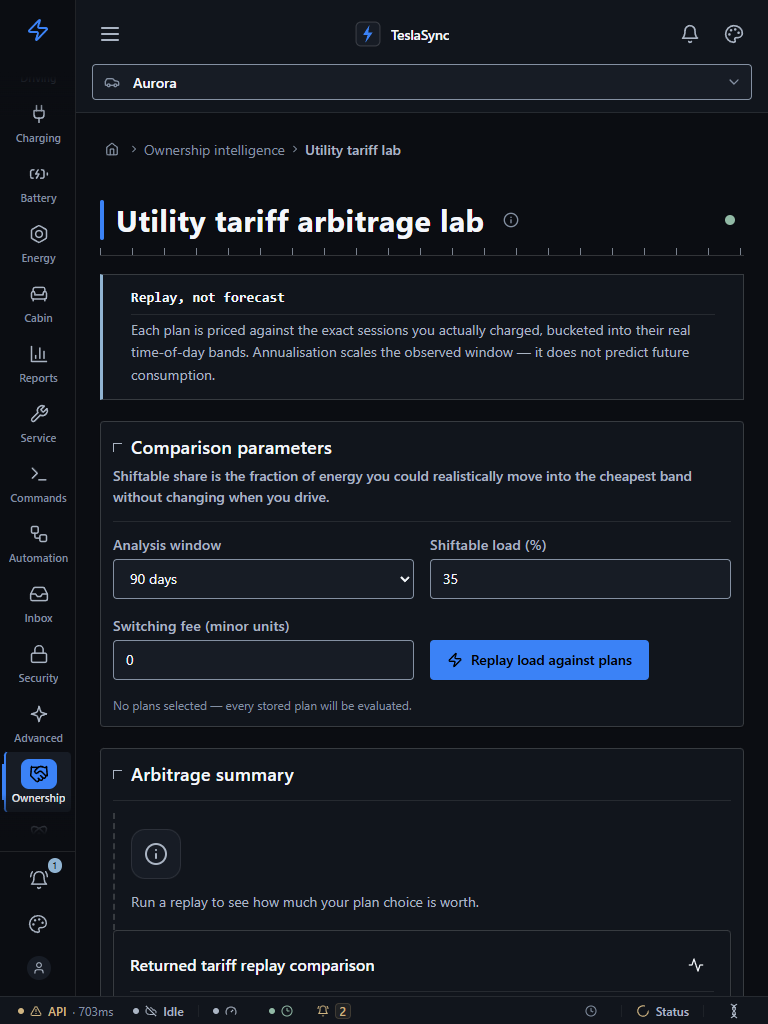 TeslaSync
Aurora
Charging
Battery
Energy
Cabin
Reports
Service
Commands
Automation
Inbox
Security
Advanced
Ownership
1
Ownership intelligence
Utility tariff lab
Utility tariff arbitrage lab
Replay, not forecast
Each plan is priced against the exact sessions you actually charged, bucketed into their real
time-of-day bands. Annualisation scales the observed window — it does not predict future
consumption.
Comparison parameters
Shiftable share is the fraction of energy you could realistically move into the cheapest band
without changing when you drive.
Analysis window
Shiftable load (%)
90 days
35
Switching fee (minor units)
0
Replay load against plans
No plans selected — every stored plan will be evaluated.
Arbitrage summary
Run a replay to see how much your plan choice is worth.
Returned tariff replay comparison
API · 703ms
Idle
2
Status